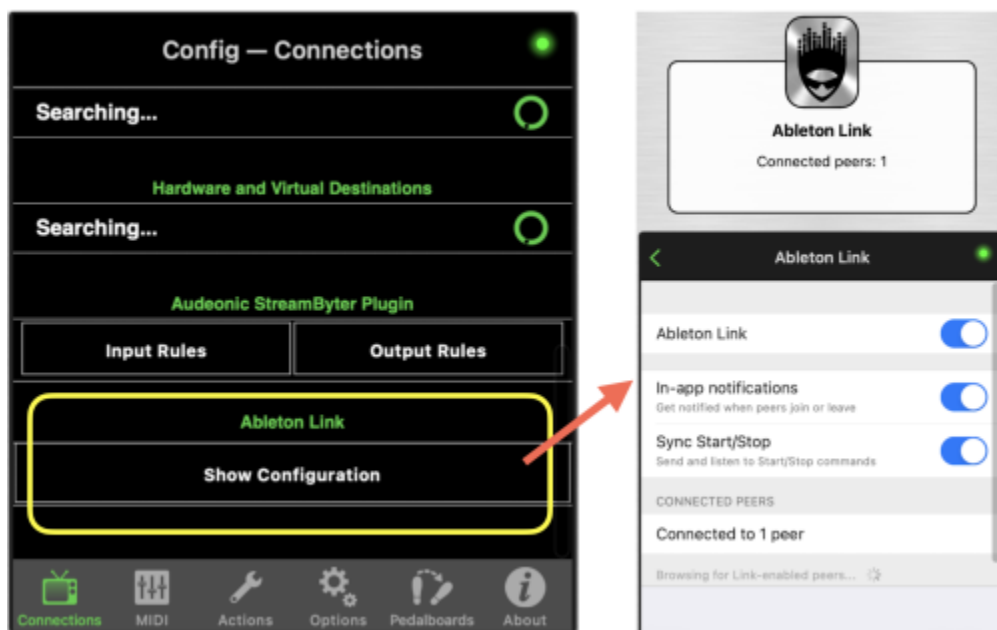 Config — Connections
Searching...
Hardware and Virtual Destinations
Searching...
Audeonic StreamByter Plugin
Input Rules
Output Rules
Ableton Link
Show Configuration
Connections
MIDI
Actions
Options
Pedalboards
About
Ableton Link
Connected peers: 1
Ableton Link
Ableton Link
In-app notifications
Get notified when peers join or leave
Sync Start/Stop
Send and listen to Start/Stop commands
CONNECTED PEERS
Connected to 1 peer
Browsing for Link-enabled peers...